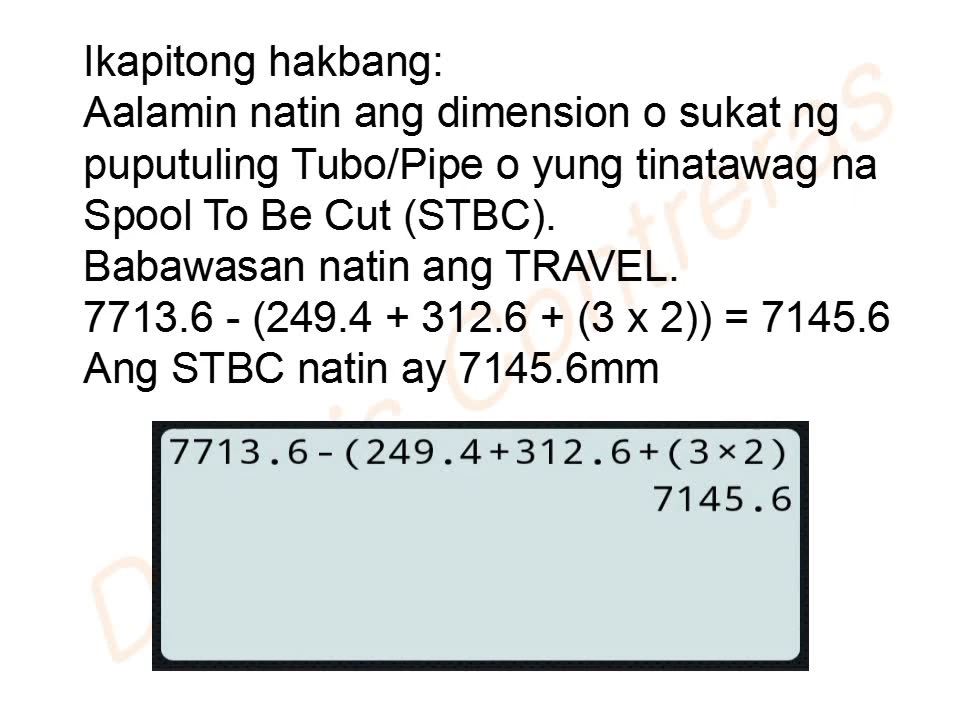 Ikapitong hakbang:
Aalamin natin ang dimension o sukat ng
puputuling Tubo/Pipe o yung tinatawag na
Spool To Be Cut (STBC).
Babawasan natin ang TRAVEL.
7713.6 - (249.4 + 312.6 + (3 x 2)) = 7145.6
Ang STBC natin ay 7145.6mm
7713.6-(249.4+312.6+(3×2)
7145.6